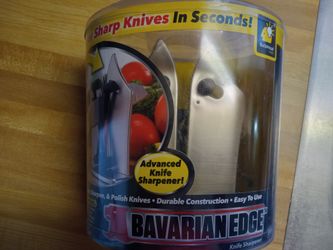 Sharp Knives In Seconds!
Advanced
Knife
Sharpener!
& Polish Knives • Durable Construction • Easy To Use
BAVARIAN EDGE
Knife Sharpener